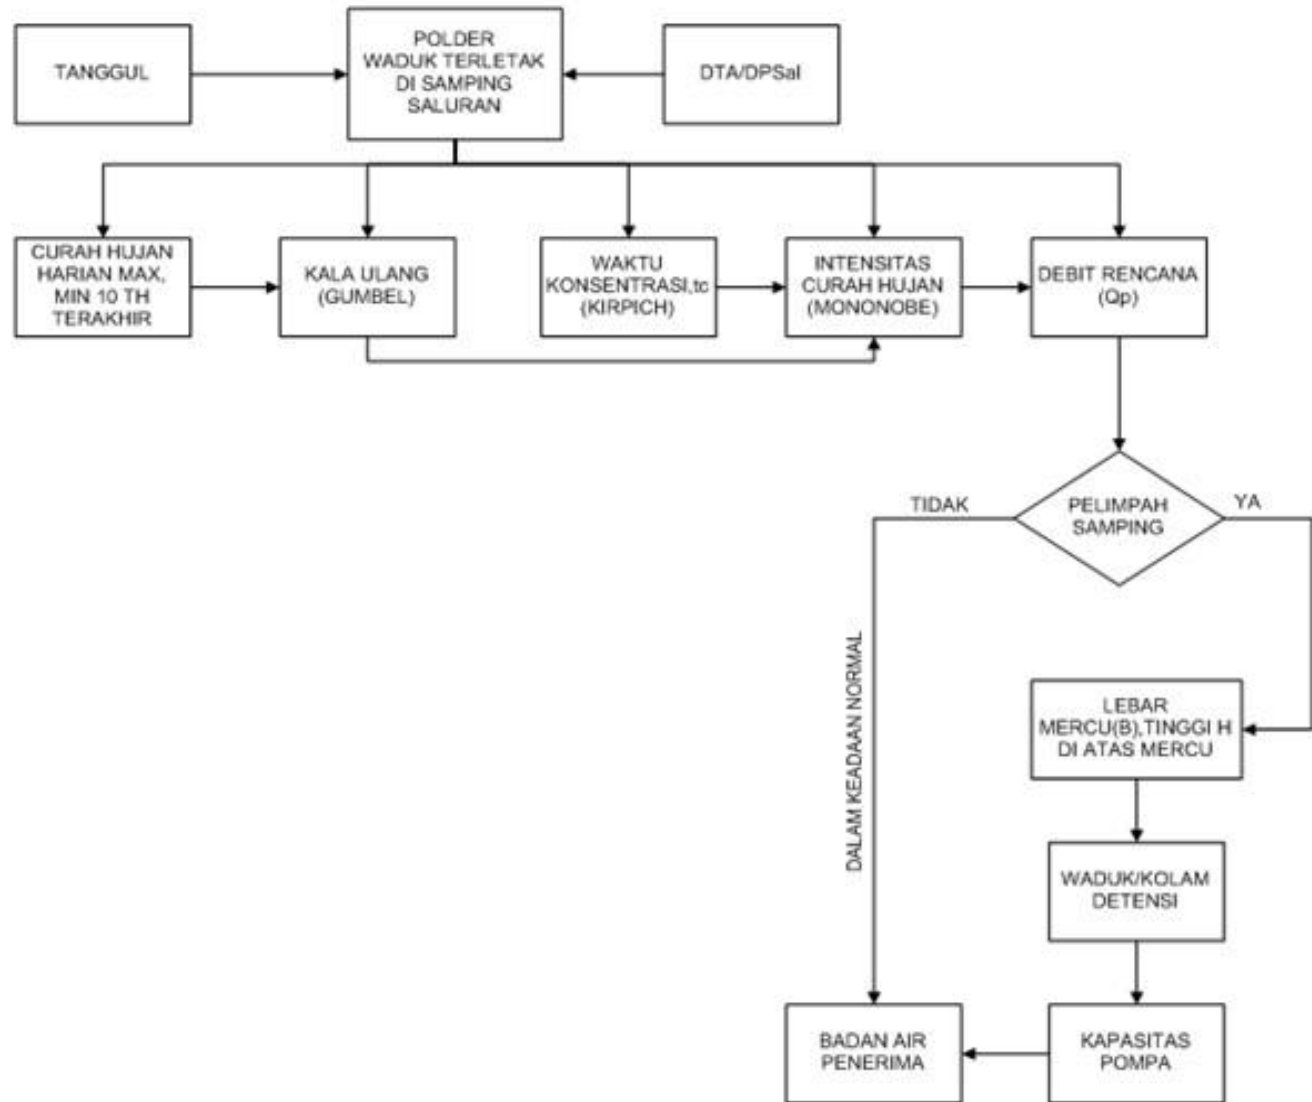 TANGGUL
POLDER
WADUK TERLETAK
DI SAMPING
SALURAN
DTA/DPSal
CURAH HUJAN
HARIAN MAX,
MIN 10 TH
TERAKHIR
KALA ULANG
(GUMBEL)
WAKTU
KONSENTRASI,tc
(KIRPICH)
INTENSITAS
CURAH HUJAN
(MONONOBE)
DEBIT RENCANA
(Qp)
TIDAK
PELIMPAH
SAMPING
YA
DALAM KEADAAN NORMAL
LEBAR
MERCU(B),TINGGI H
DI ATAS MERCU
WADUK/KOLAM
DETENSI
BADAN AIR
PENERIMA
KAPASITAS
POMPA